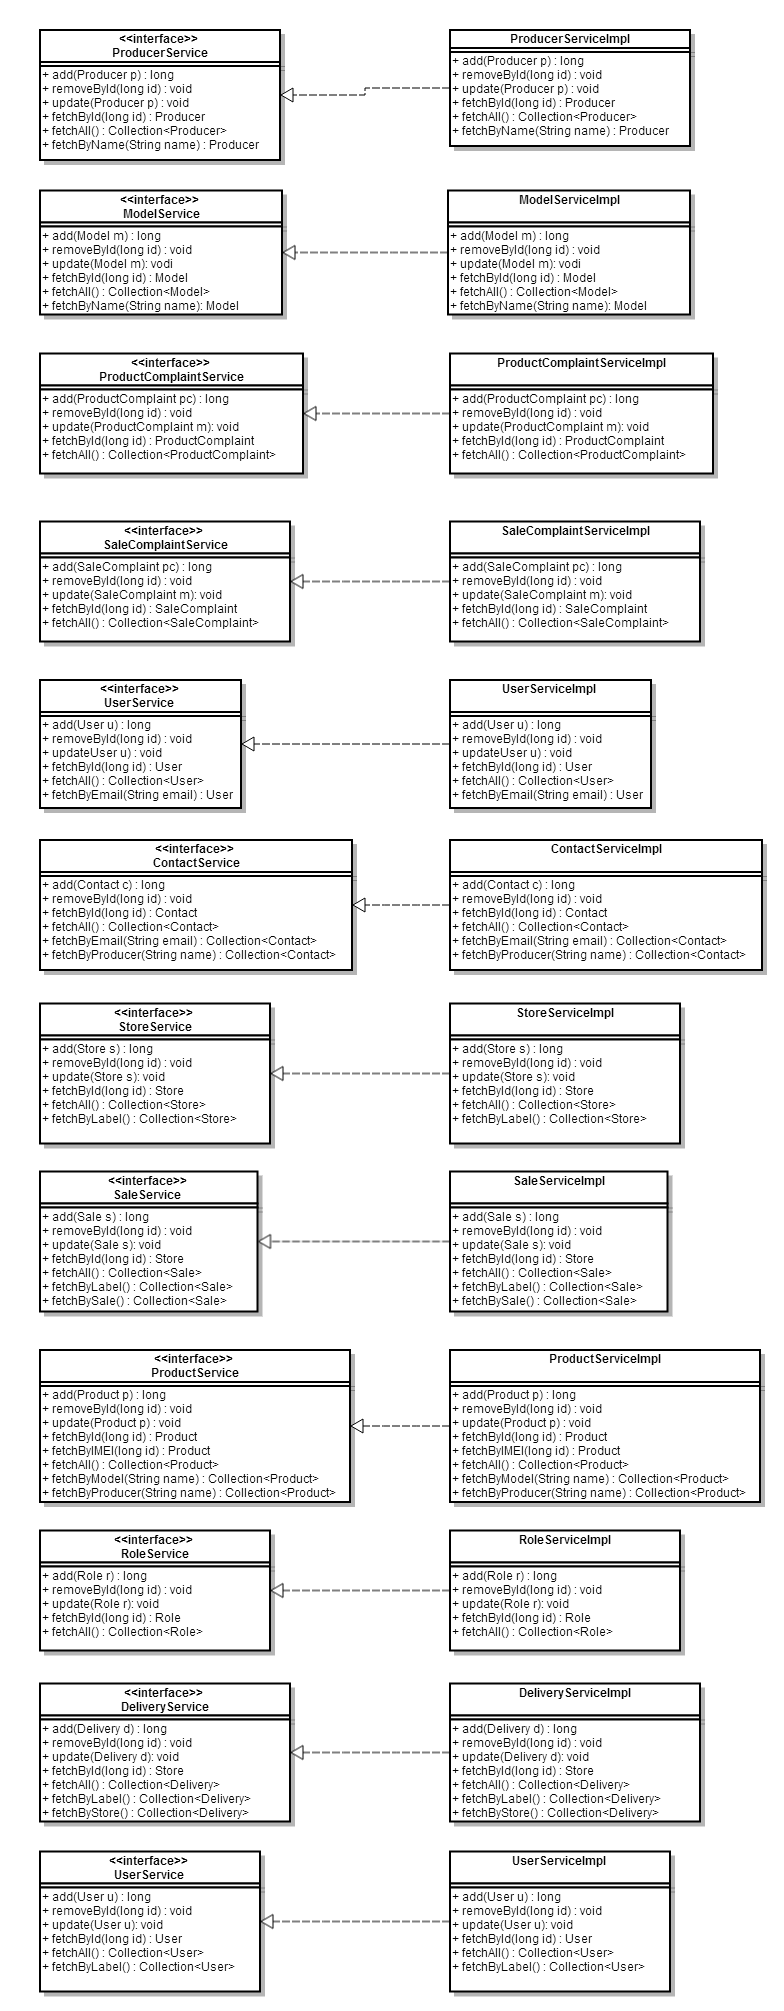 <<interface>>
ProducerService
+ add(Producer p) : long
+ removeById(long id) : void
+ update(Producer p) : void
+ fetchById(long id) : Producer
+ fetchAll() : Collection<Producer>
+ fetchByName(String name) : Producer
ProducerServiceImpl
+ add(Producer p) : long
+ removeById(long id) : void
+ update(Producer p) : void
+ fetchById(long id) : Producer
+ fetchAll() : Collection<Producer>
+ fetchByName(String name) : Producer
<<interface>>
ModelService
+ add(Model m) : long
+ removeById(long id) : void
+ update(Model m): vodi
+ fetchById(long id) : Model
+ fetchAll() : Collection<Model>
+ fetchByName(String name): Model
ModelServiceImpl
+ add(Model m) : long
+ removeById(long id) : void
+ update(Model m): vodi
+ fetchById(long id) : Model
+ fetchAll() : Collection<Model>
+ fetchByName(String name): Model
<<interface>>
ProductComplaintService
+ add(ProductComplaint pc) : long
+ removeById(long id) : void
+ update(ProductComplaint m): void
+ fetchById(long id) : ProductComplaint
+ fetchAll() : Collection<ProductComplaint>
ProductComplaintServiceImpl
+ add(ProductComplaint pc) : long
+ removeById(long id) : void
+ update(ProductComplaint m): void
+ fetchById(long id) : ProductComplaint
+ fetchAll() : Collection<ProductComplaint>
<<interface>>
SaleComplaintService
+ add(SaleComplaint pc) : long
+ removeById(long id) : void
+ update(SaleComplaint m): void
+ fetchById(long id) : SaleComplaint
+ fetchAll() : Collection<SaleComplaint>
SaleComplaintServiceImpl
+ add(SaleComplaint pc) : long
+ removeById(long id) : void
+ update(SaleComplaint m): void
+ fetchById(long id) : SaleComplaint
+ fetchAll() : Collection<SaleComplaint>
<<interface>>
UserService
+ add(User u) : long
+ removeById(long id) : void
+ updateUser u) : void
+ fetchById(long id) : User
+ fetchAll() : Collection<User>
+ fetchByEmail(String email) : User
UserServiceImpl
+ add(User u) : long
+ removeById(long id) : void
+ updateUser u) : void
+ fetchById(long id) : User
+ fetchAll() : Collection<User>
+ fetchByEmail(String email) : User
<<interface>>
ContactService
+ add(Contact c) : long
+ removeById(long id) : void
+ fetchById(long id) : Contact
+ fetchAll() : Collection<Contact>
+ fetchByEmail(String email) : Collection<Contact>
+ fetchByProducer(String name) : Collection<Contact>
ContactServiceImpl
+ add(Contact c) : long
+ removeById(long id) : void
+ fetchById(long id) : Contact
+ fetchAll() : Collection<Contact>
+ fetchByEmail(String email) : Collection<Contact>
+ fetchByProducer(String name) : Collection<Contact>
<<interface>>
StoreService
+ add(Store s) : long
+ removeById(long id) : void
+ update(Store s): void
+ fetchById(long id) : Store
+ fetchAll() : Collection<Store>
+ fetchByLabel() : Collection<Store>
StoreServiceImpl
+ add(Store s) : long
+ removeById(long id) : void
+ update(Store s): void
+ fetchById(long id) : Store
+ fetchAll() : Collection<Store>
+ fetchByLabel() : Collection<Store>
<<interface>>
SaleService
+ add(Sale s) : long
+ removeById(long id) : void
+ update(Sale s): void
+ fetchById(long id) : Store
+ fetchAll() : Collection<Sale>
+ fetchByLabel() : Collection<Sale>
+ fetchBySale() : Collection<Sale>
SaleServiceImpl
+ add(Sale s) : long
+ removeById(long id) : void
+ update(Sale s): void
+ fetchById(long id) : Store
+ fetchAll() : Collection<Sale>
+ fetchByLabel() : Collection<Sale>
+ fetchBySale() : Collection<Sale>
<<interface>>
ProductService
+ add(Product p) : long
+ removeById(long id) : void
+ update(Product p) : void
+ fetchById(long id) : Product
+ fetchByIMEI(long id) : Product
+ fetchAll() : Collection<Product>
+ fetchByModel(String name) : Collection<Product>
+ fetchByProducer(String name) : Collection<Product>
ProductServiceImpl
+ add(Product p) : long
+ removeById(long id) : void
+ update(Product p) : void
+ fetchById(long id) : Product
+ fetchByIMEI(long id) : Product
+ fetchAll() : Collection<Product>
+ fetchByModel(String name) : Collection<Product>
+ fetchByProducer(String name) : Collection<Product>
<<interface>>
RoleService
+ add(Role r) : long
+ removeById(long id) : void
+ update(Role r): void
+ fetchById(long id) : Role
+ fetchAll() : Collection<Role>
RoleServiceImpl
+ add(Role r) : long
+ removeById(long id) : void
+ update(Role r): void
+ fetchById(long id) : Role
+ fetchAll() : Collection<Role>
<<interface>>
DeliveryService
+ add(Delivery d) : long
+ removeById(long id) : void
+ update(Delivery d): void
+ fetchById(long id) : Store
+ fetchAll() : Collection<Delivery>
+ fetchByLabel() : Collection<Delivery>
+ fetchByStore() : Collection<Delivery>
DeliveryServiceImpl
+ add(Delivery d) : long
+ removeById(long id) : void
+ update(Delivery d): void
+ fetchById(long id) : Store
+ fetchAll() : Collection<Delivery>
+ fetchByLabel() : Collection<Delivery>
+ fetchByStore() : Collection<Delivery>
<<interface>>
UserService
+ add(User u) : long
+ removeById(long id) : void
+ update(User u): void
+ fetchById(long id) : User
+ fetchAll() : Collection<User>
+ fetchByLabel() : Collection<User>
UserServiceImpl
+ add(User u) : long
+ removeById(long id) : void
+ update(User u): void
+ fetchById(long id) : User
+ fetchAll() : Collection<User>
+ fetchByLabel() : Collection<User>